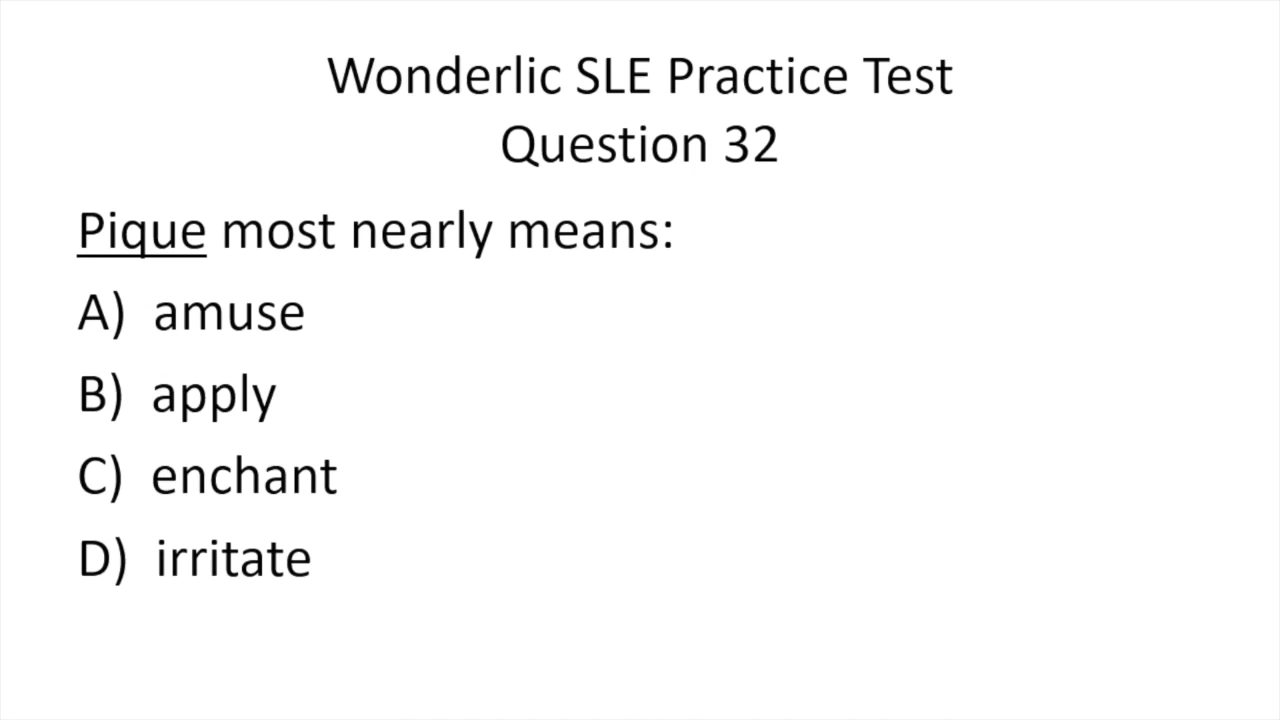 Wonderlic SLE Practice Test
Question 32
Pique most nearly means:
A) amuse
B) apply
C) enchant
D) irritate